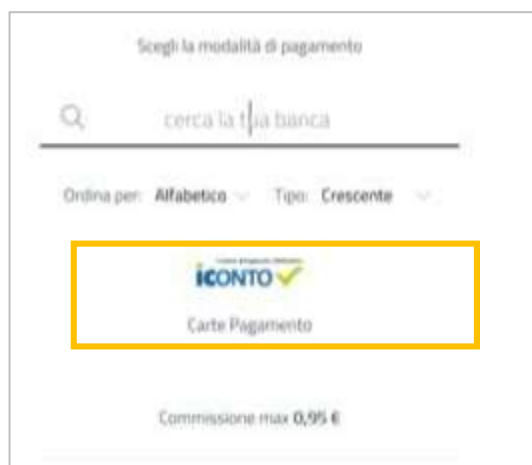 Scegli la modalità di pagamento
cerca la tua banca
Ordina per: Alfabetico Tipo: Crescente
iCONTO
Carte Pagamento
Commissione max 0,95 €